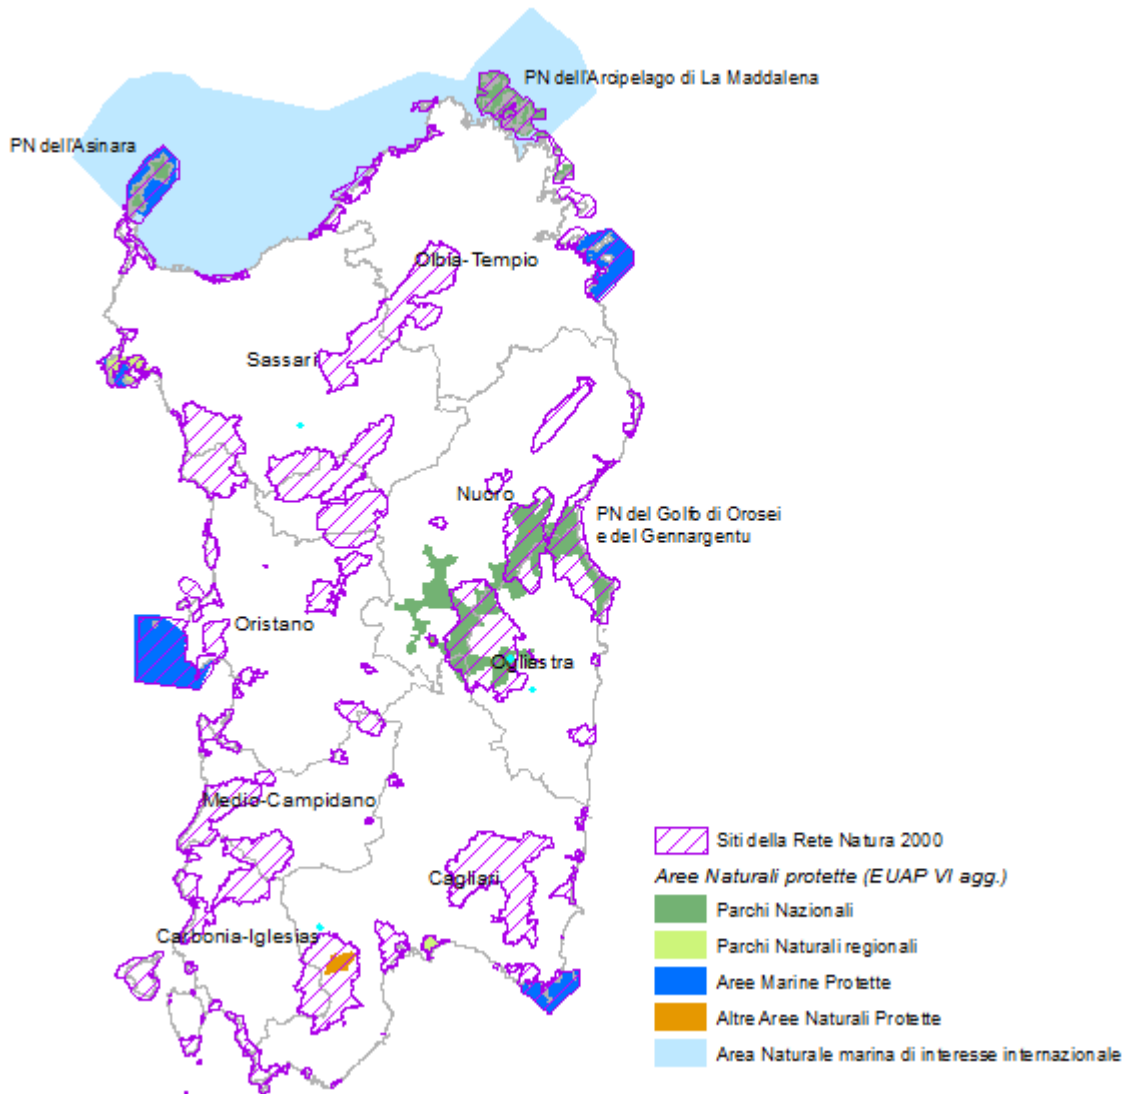 PN dell'Arcipelago di La Maddalena
PN dell'Asinara
Olbia-Tempio
Sassari
Nuoro
PN del Golfo di Orosei
e del Gennargentu
Oristano
Ogliastra
Medio-Campidano
Cagliari
Carbonia-Iglesias
Siti della Rete Natura 2000
Aree Naturali protette (EUAP VI agg.)
Parchi Nazionali
Parchi Naturali regionali
Aree Marine Protette
Altre Aree Naturali Protette
Area Naturale marina di interesse internazionale